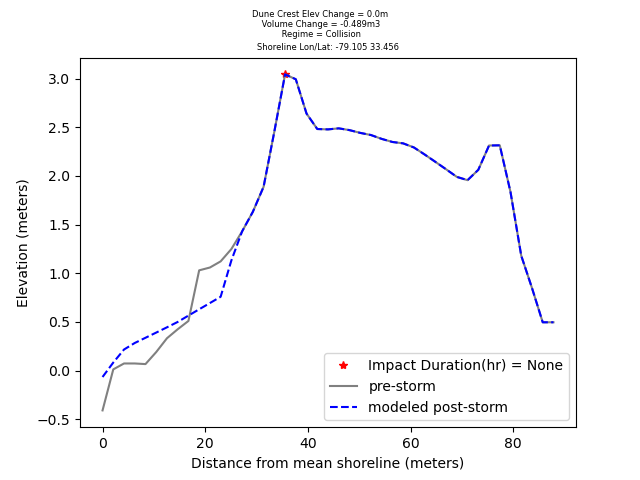 Dune Crest Elev Change = 0.0m
Volume Change = -0.489m3
Regime = Collision
Shoreline Lon/Lat: -79.105 33.456
3.0
2.5
2.0
1.5
1.0
0.5
0.0
−0.5
Elevation (meters)
Impact Duration(hr) = None
pre-storm
modeled post-storm
0 20 40 60 80
Distance from mean shoreline (meters)